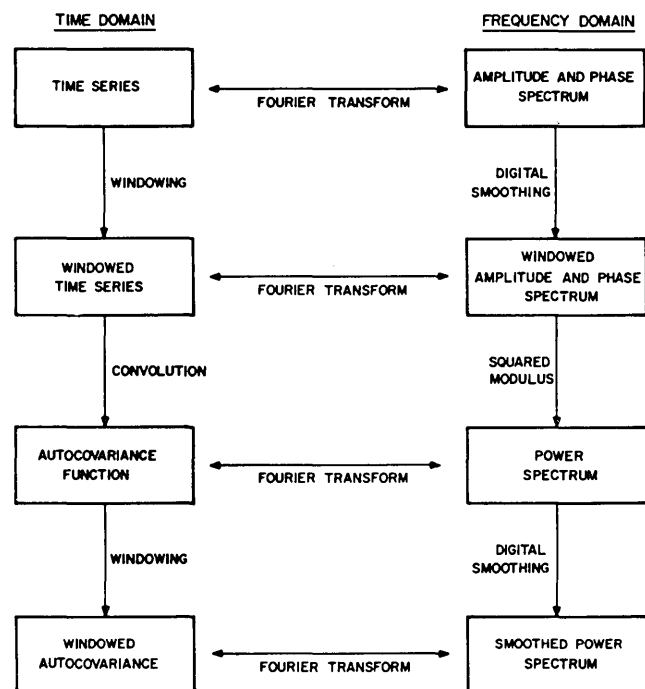 TIME DOMAIN
FREQUENCY DOMAIN
TIME SERIES
FOURIER TRANSFORM
AMPLITUDE AND PHASE
SPECTRUM
WINDOWING
DIGITAL
SMOOTHING
WINDOWED
TIME SERIES
FOURIER TRANSFORM
WINDOWED
AMPLITUDE AND PHASE
SPECTRUM
CONVOLUTION
SQUARED
MODULUS
AUTOCOVARIANCE
FUNCTION
FOURIER TRANSFORM
POWER
SPECTRUM
WINDOWING
DIGITAL
SMOOTHING
WINDOWED
AUTOCOVARIANCE
FOURIER TRANSFORM
SMOOTHED POWER
SPECTRUM